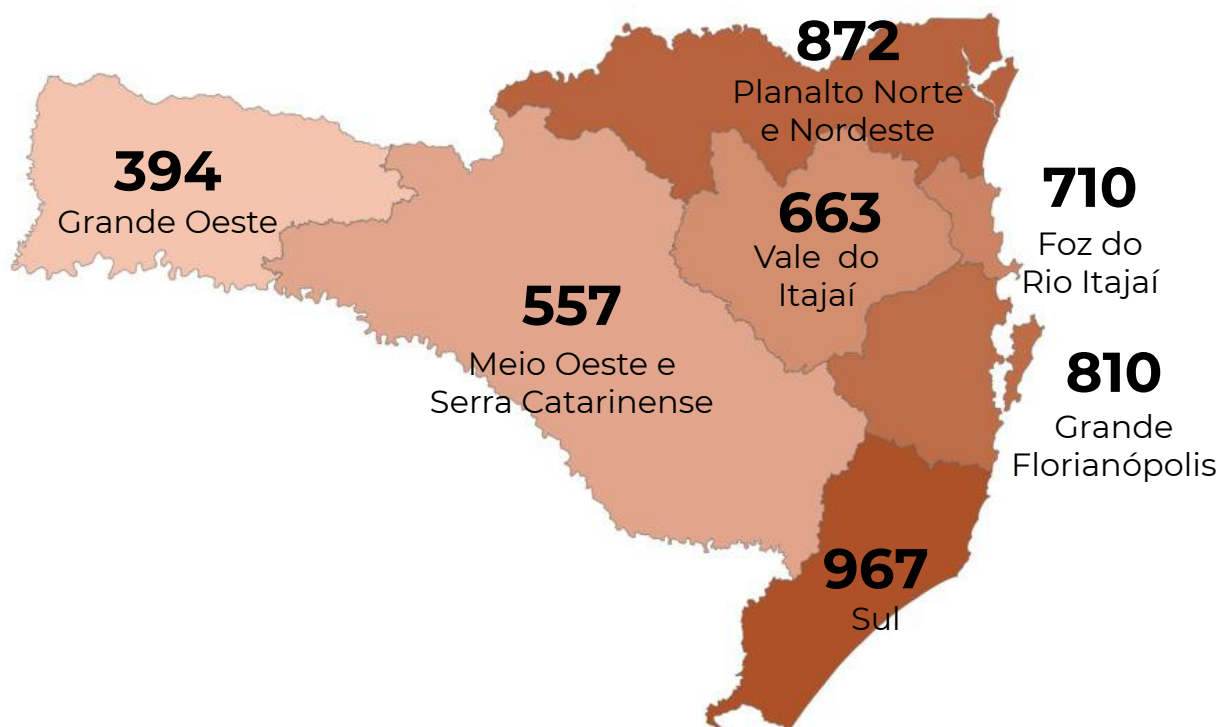 872
Planalto Norte
e Nordeste
394
Grande Oeste
663
Vale do
Itajaí
710
Foz do
Rio Itajaí
557
Meio Oeste e
Serra Catarinense
810
Grande
Florianópolis
967
Sul